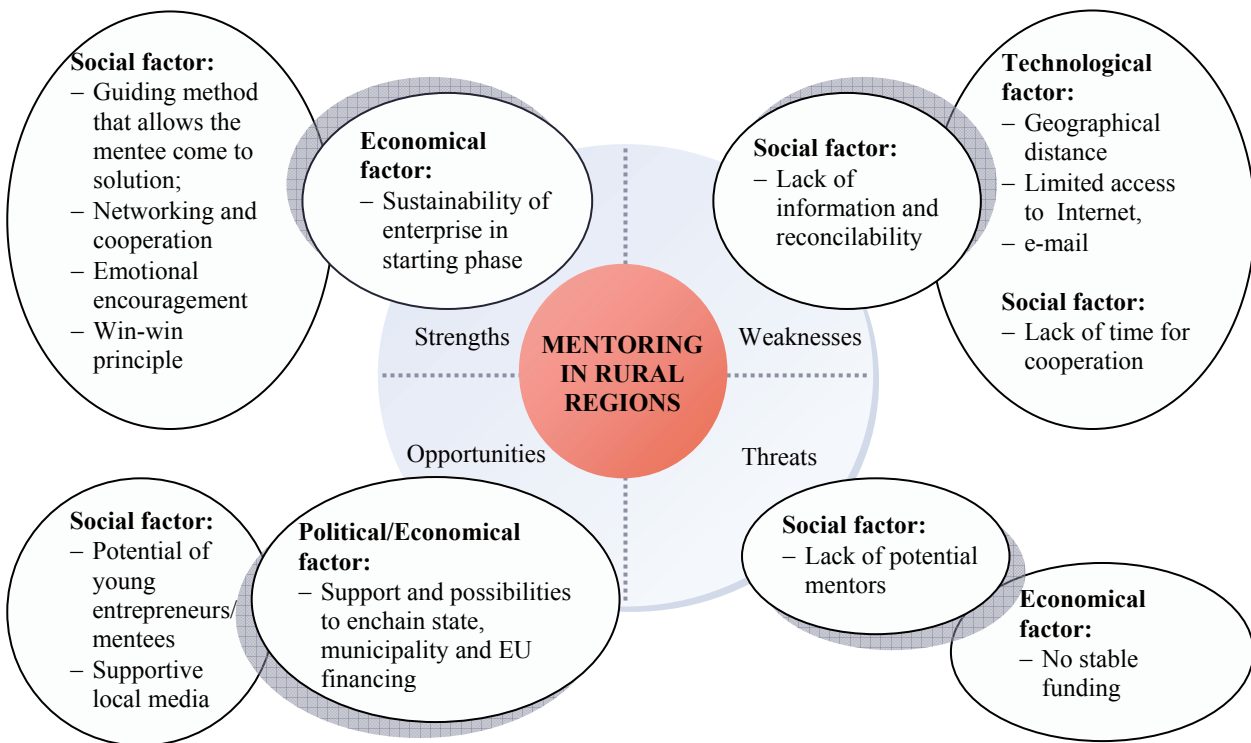 Social factor:
– Guiding method
that allows the
mentee come to
solution;
– Networking and
cooperation
– Emotional
encouragement
– Win-win
principle
Economical
factor:
– Sustainability of
enterprise in
starting phase
Social factor:
– Lack of
information and
reconcilability
Technological
factor:
– Geographical
distance
– Limited access
to Internet,
– e-mail
Social factor:
– Lack of time for
cooperation
Strengths
Weaknesses
MENTORING
IN RURAL
REGIONS
Opportunities
Threats
Social factor:
– Potential of
young
entrepreneurs/
mentees
– Supportive
local media
Political/Economical
factor:
– Support and possibilities
to enchain state,
municipality and EU
financing
Social factor:
– Lack of potential
mentors
Economical
factor:
– No stable
funding